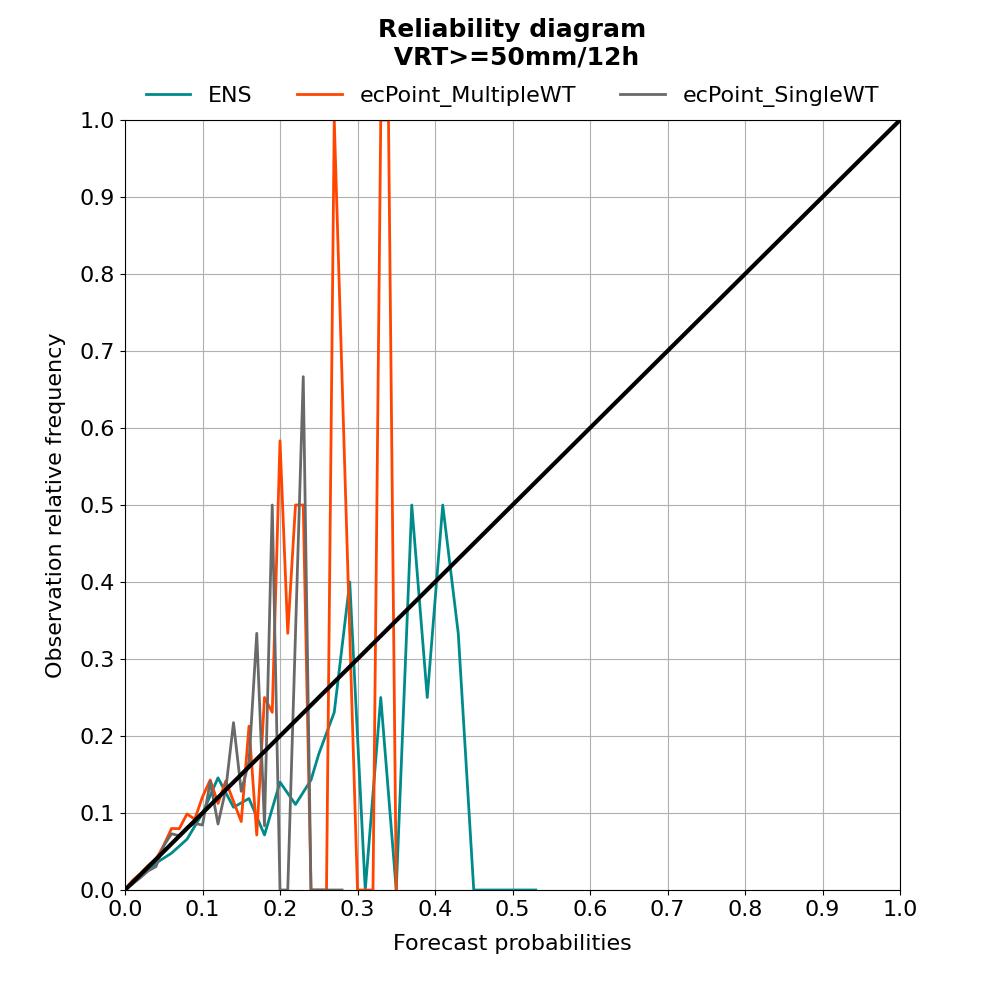 Reliability diagram
VRT>=50mm/12h
ENS ecPoint_MultipleWT ecPoint_SingleWT
1.0
0.9
0.8
0.7
0.6
0.5
0.4
0.3
0.2
0.1
0.0
Observation relative frequency
0.0 0.1 0.2 0.3 0.4 0.5 0.6 0.7 0.8 0.9 1.0
Forecast probabilities